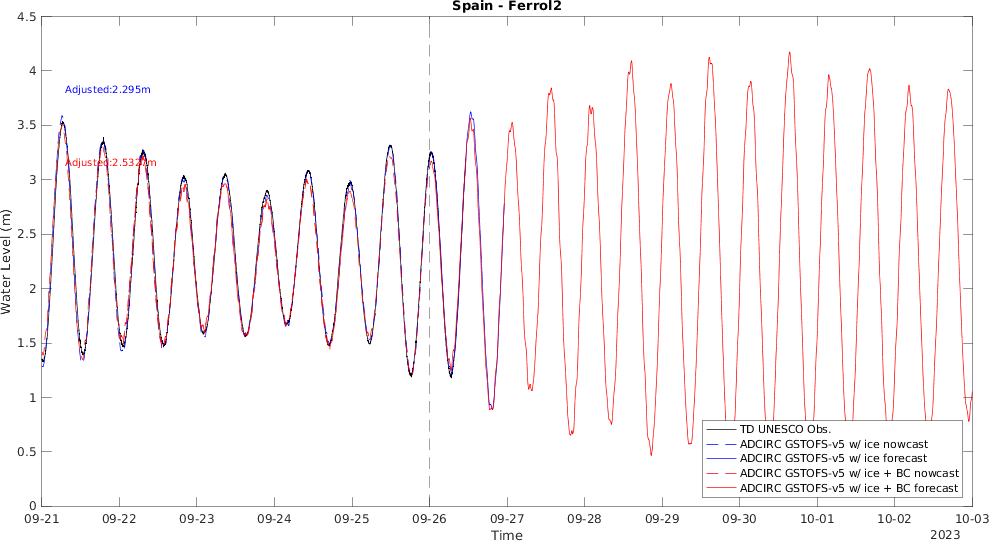 Spain - Ferrol2
4.5
4
3.5
3
2.5
2
1.5
1
0.5
0
Water Level (m)
Adjusted:2.295m
Adjusted:2.5327m
TD UNESCO Obs.
ADCIRC GSTOFS-v5 w/ ice nowcast
ADCIRC GSTOFS-v5 w/ ice forecast
ADCIRC GSTOFS-v5 w/ ice + BC nowcast
ADCIRC GSTOFS-v5 w/ ice + BC forecast
09-21 09-22 09-23 09-24 09-25 09-26 09-27 09-28 09-29 09-30 10-01 10-02 10-03
Time
2023